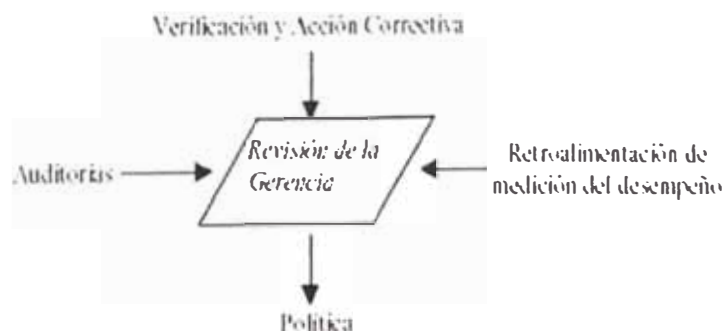 Verificación y Acción Correctiva
Revisión de la
Gerencia
Auditorias
Retroalimentación de
medición del desempeño
Política